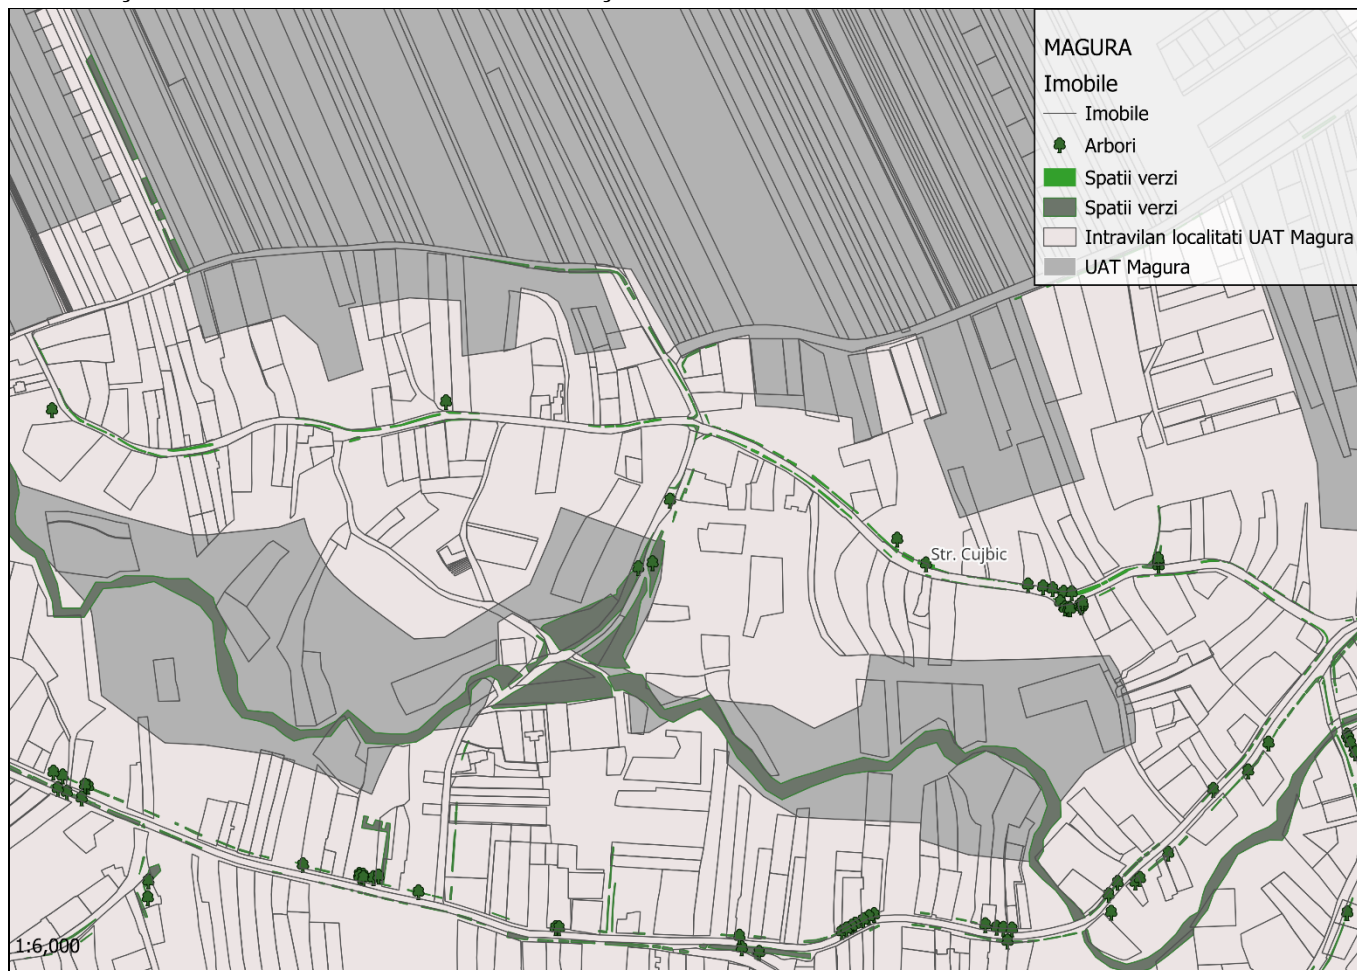 MAGURA
Imobile
Imobile
Arbori
Spatii verzi
Spatii verzi
Intravilan localitati UAT Magura
UAT Magura
Str. Cujbic
1:6,000